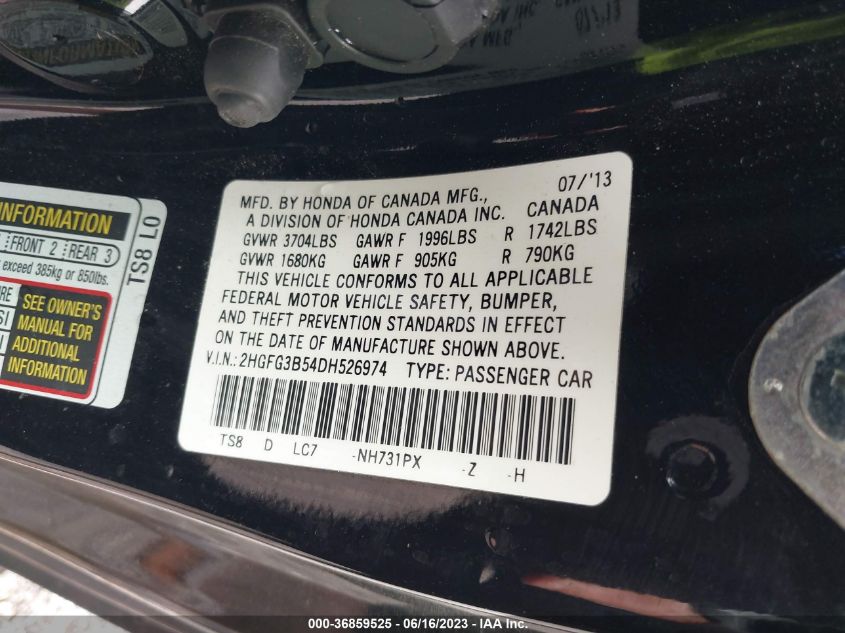 INFORMATION
FRONT 2 REAR 3
exceed 385kg or 850lbs.
SEE OWNER'S
MANUAL FOR
ADDITIONAL
INFORMATION
TS8 L0
MFD. BY HONDA OF CANADA MFG., 07/'13
A DIVISION OF HONDA CANADA INC. CANADA
GVWR 3704LBS GAWR F 1996LBS R 1742LBS
GVWR 1680KG GAWR F 905KG R 790KG
THIS VEHICLE CONFORMS TO ALL APPLICABLE
FEDERAL MOTOR VEHICLE SAFETY, BUMPER,
AND THEFT PREVENTION STANDARDS IN EFFECT
ON THE DATE OF MANUFACTURE SHOWN ABOVE.
V.I.N.: 2HGFG3B54DH526974 TYPE: PASSENGER CAR
TS8 D LC7 -NH731PX -Z -H
000-36859525 - 06/16/2023 - IAA Inc.